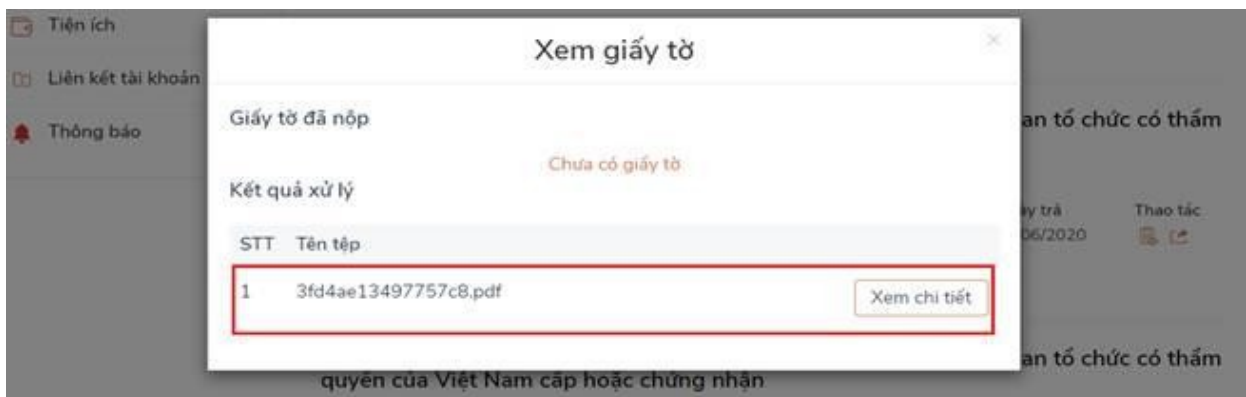 Tiện ích
Xem giấy tờ
×
Liên kết tài khoản
Giấy tờ đã nộp
an tổ chức có thẩm
Thông báo
Chưa có giấy tờ
Kết quả xử lý
trả
Thao tác
STT Tên tệp
06/2020
1 3fd4ae13497757c8.pdf
Xem chi tiết
an tổ chức có thẩm
quyền của Việt Nam cấp hoặc chứng nhận